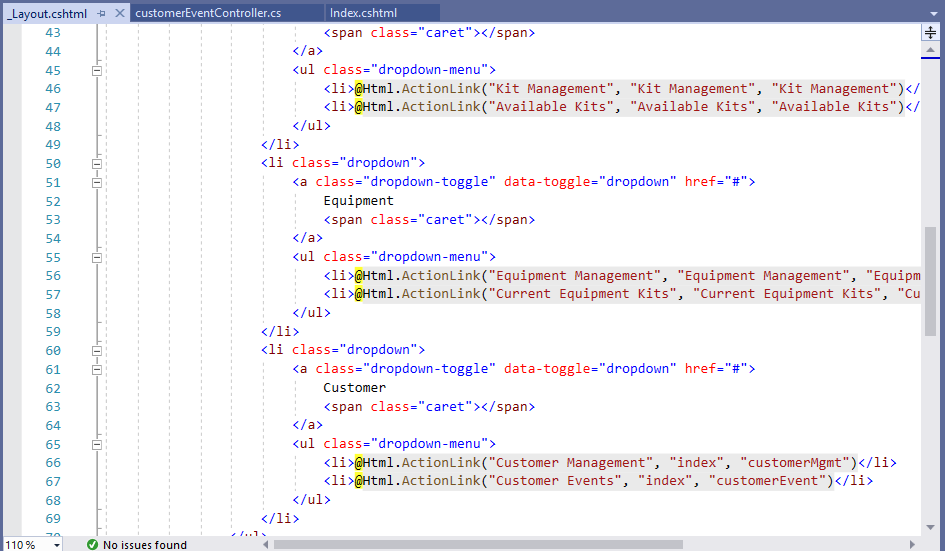 _Layout.cshtml customerEventController.cs Index.cshtml
43 <span class="caret"></span>
44 </a>
45 <ul class="dropdown-menu">
46 <li>@Html.ActionLink("Kit Management", "Kit Management", "Kit Management")</
47 <li>@Html.ActionLink("Available Kits", "Available Kits", "Available Kits")</
48 </ul>
49 </li>
50 <li class="dropdown">
51 <a class="dropdown-toggle" data-toggle="dropdown" href="#">
52 Equipment
53 <span class="caret"></span>
54 </a>
55 <ul class="dropdown-menu">
56 <li>@Html.ActionLink("Equipment Management", "Equipment Management", "Equipm
57 <li>@Html.ActionLink("Current Equipment Kits", "Current Equipment Kits", "Cu
58 </ul>
59 </li>
60 <li class="dropdown">
61 <a class="dropdown-toggle" data-toggle="dropdown" href="#">
62 Customer
63 <span class="caret"></span>
64 </a>
65 <ul class="dropdown-menu">
66 <li>@Html.ActionLink("Customer Management", "index", "customerMgmt")</li>
67 <li>@Html.ActionLink("Customer Events", "index", "customerEvent")</li>
68 </ul>
69 </li>
70 </ul>
110 % No issues found